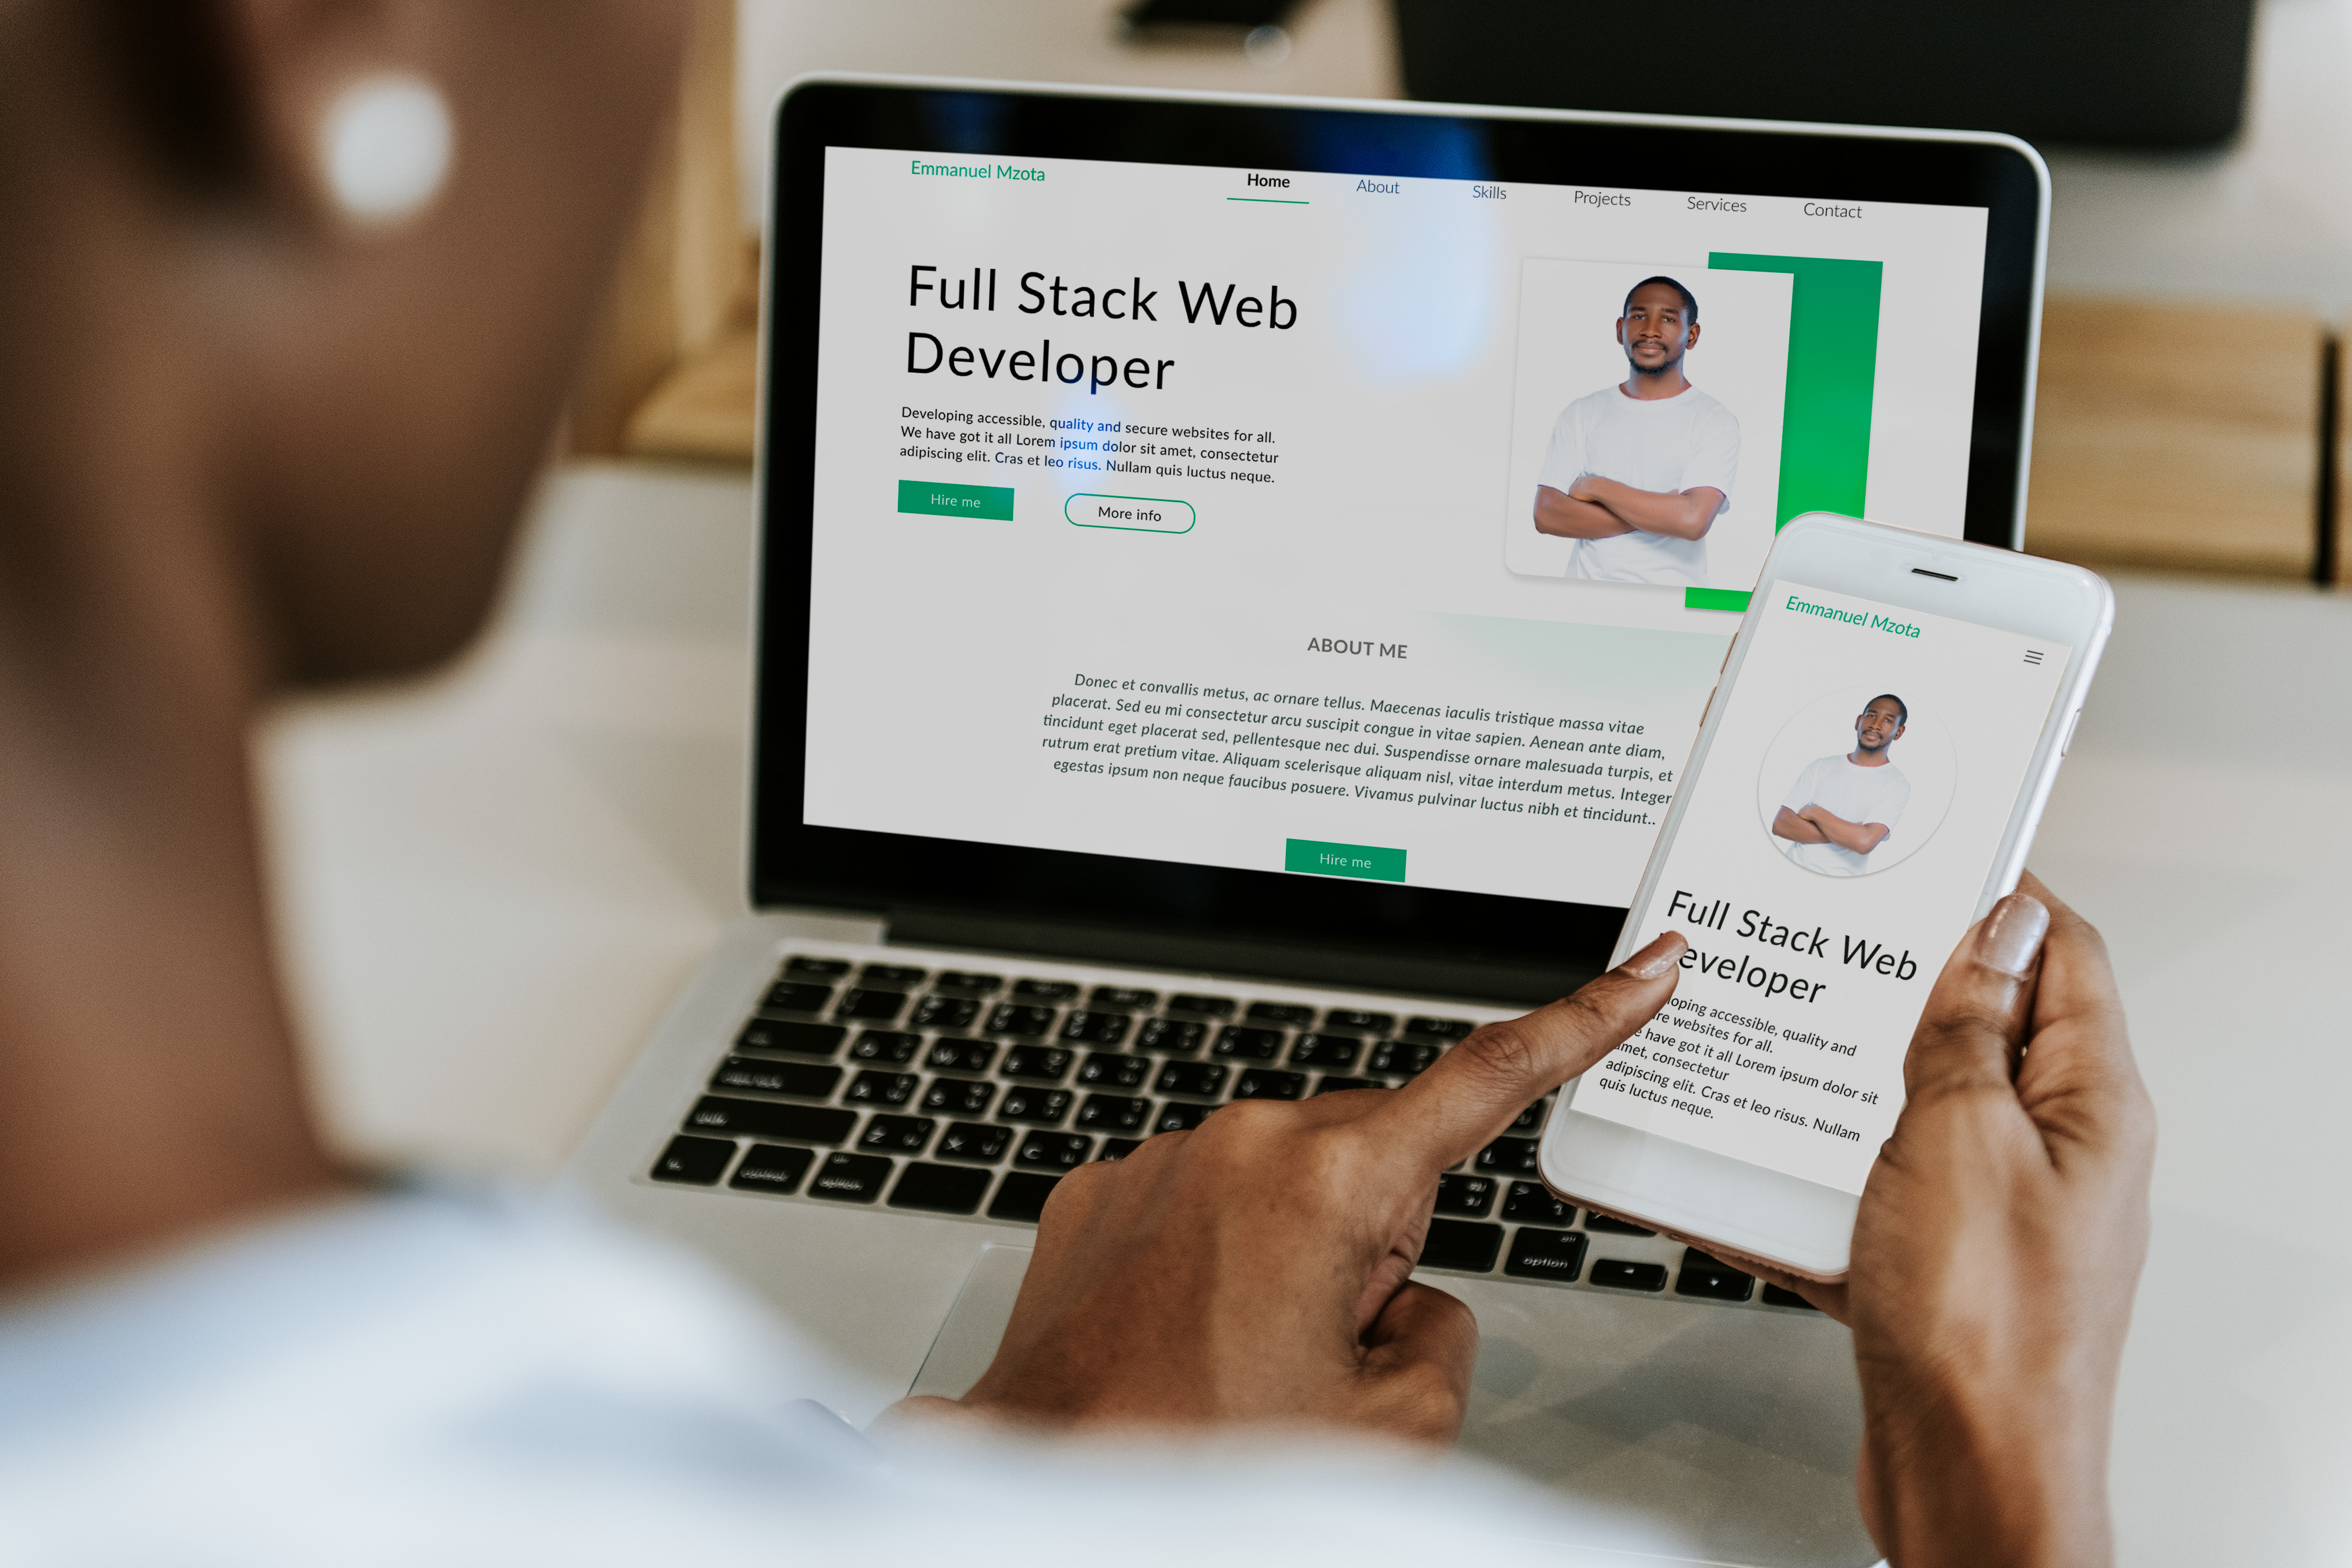 Emmanuel Mzota
Home About Skills Projects Services Contact
Full Stack Web
Developer
Developing accessible, quality and secure websites for all.
We have got it all Lorem ipsum dolor sit amet, consectetur
adipiscing elit. Cras et leo risus. Nullam quis luctus neque.
Hire me
More info
ABOUT ME
Donec et convallis metus, ac ornare tellus. Maecenas iaculis tristique massa vitae
placerat. Sed eu mi consectetur arcu suscipit congue in vitae sapien. Aenean ante diam,
tincidunt eget placerat sed, pellentesque nec dui. Suspendisse ornare malesuada turpis, et
rutrum erat pretium vitae. Aliquam scelerisque aliquam nisl, vitae interdum metus. Integer
egestas ipsum non neque faucibus posuere. Vivamus pulvinar luctus nibh et tincidunt..
Hire me
Emmanuel Mzota
Full Stack Web
eveloper
loping accessible, quality and
re websites for all.
have got it all Lorem ipsum dolor sit
amet, consectetur
adipiscing elit. Cras et leo risus. Nullam
quis luctus neque.
control
option
option